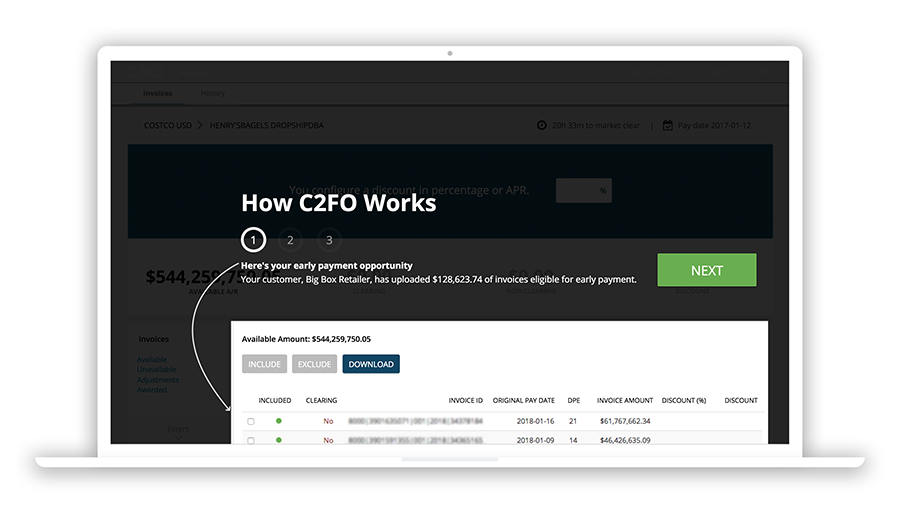 Invoices History
COSTCO USD > HENRY'SBAGELS DROPSHIPDBA 20h 33m to market clear | Pay date 2017-01-12
You configure a discount in percentage or APR. %
How C2FO Works
1 2 3
Here's your early payment opportunity
$544,259,750.05
Your customer, Big Box Retailer, has uploaded $128,623.74 of invoices eligible for early payment.
NEXT
AVAILABLE A/R CLEARING
Invoices
Available
Unavailable
Adjustments
Awarded
Filters
Available Amount: $544,259,750.05
INCLUDE EXCLUDE DOWNLOAD
INCLUDED CLEARING INVOICE ID ORIGINAL PAY DATE DPE INVOICE AMOUNT DISCOUNT (%) DISCOUNT
No 2018-01-16 21 $61,767,662.34
No 2018-01-09 14 $46,426,635.09